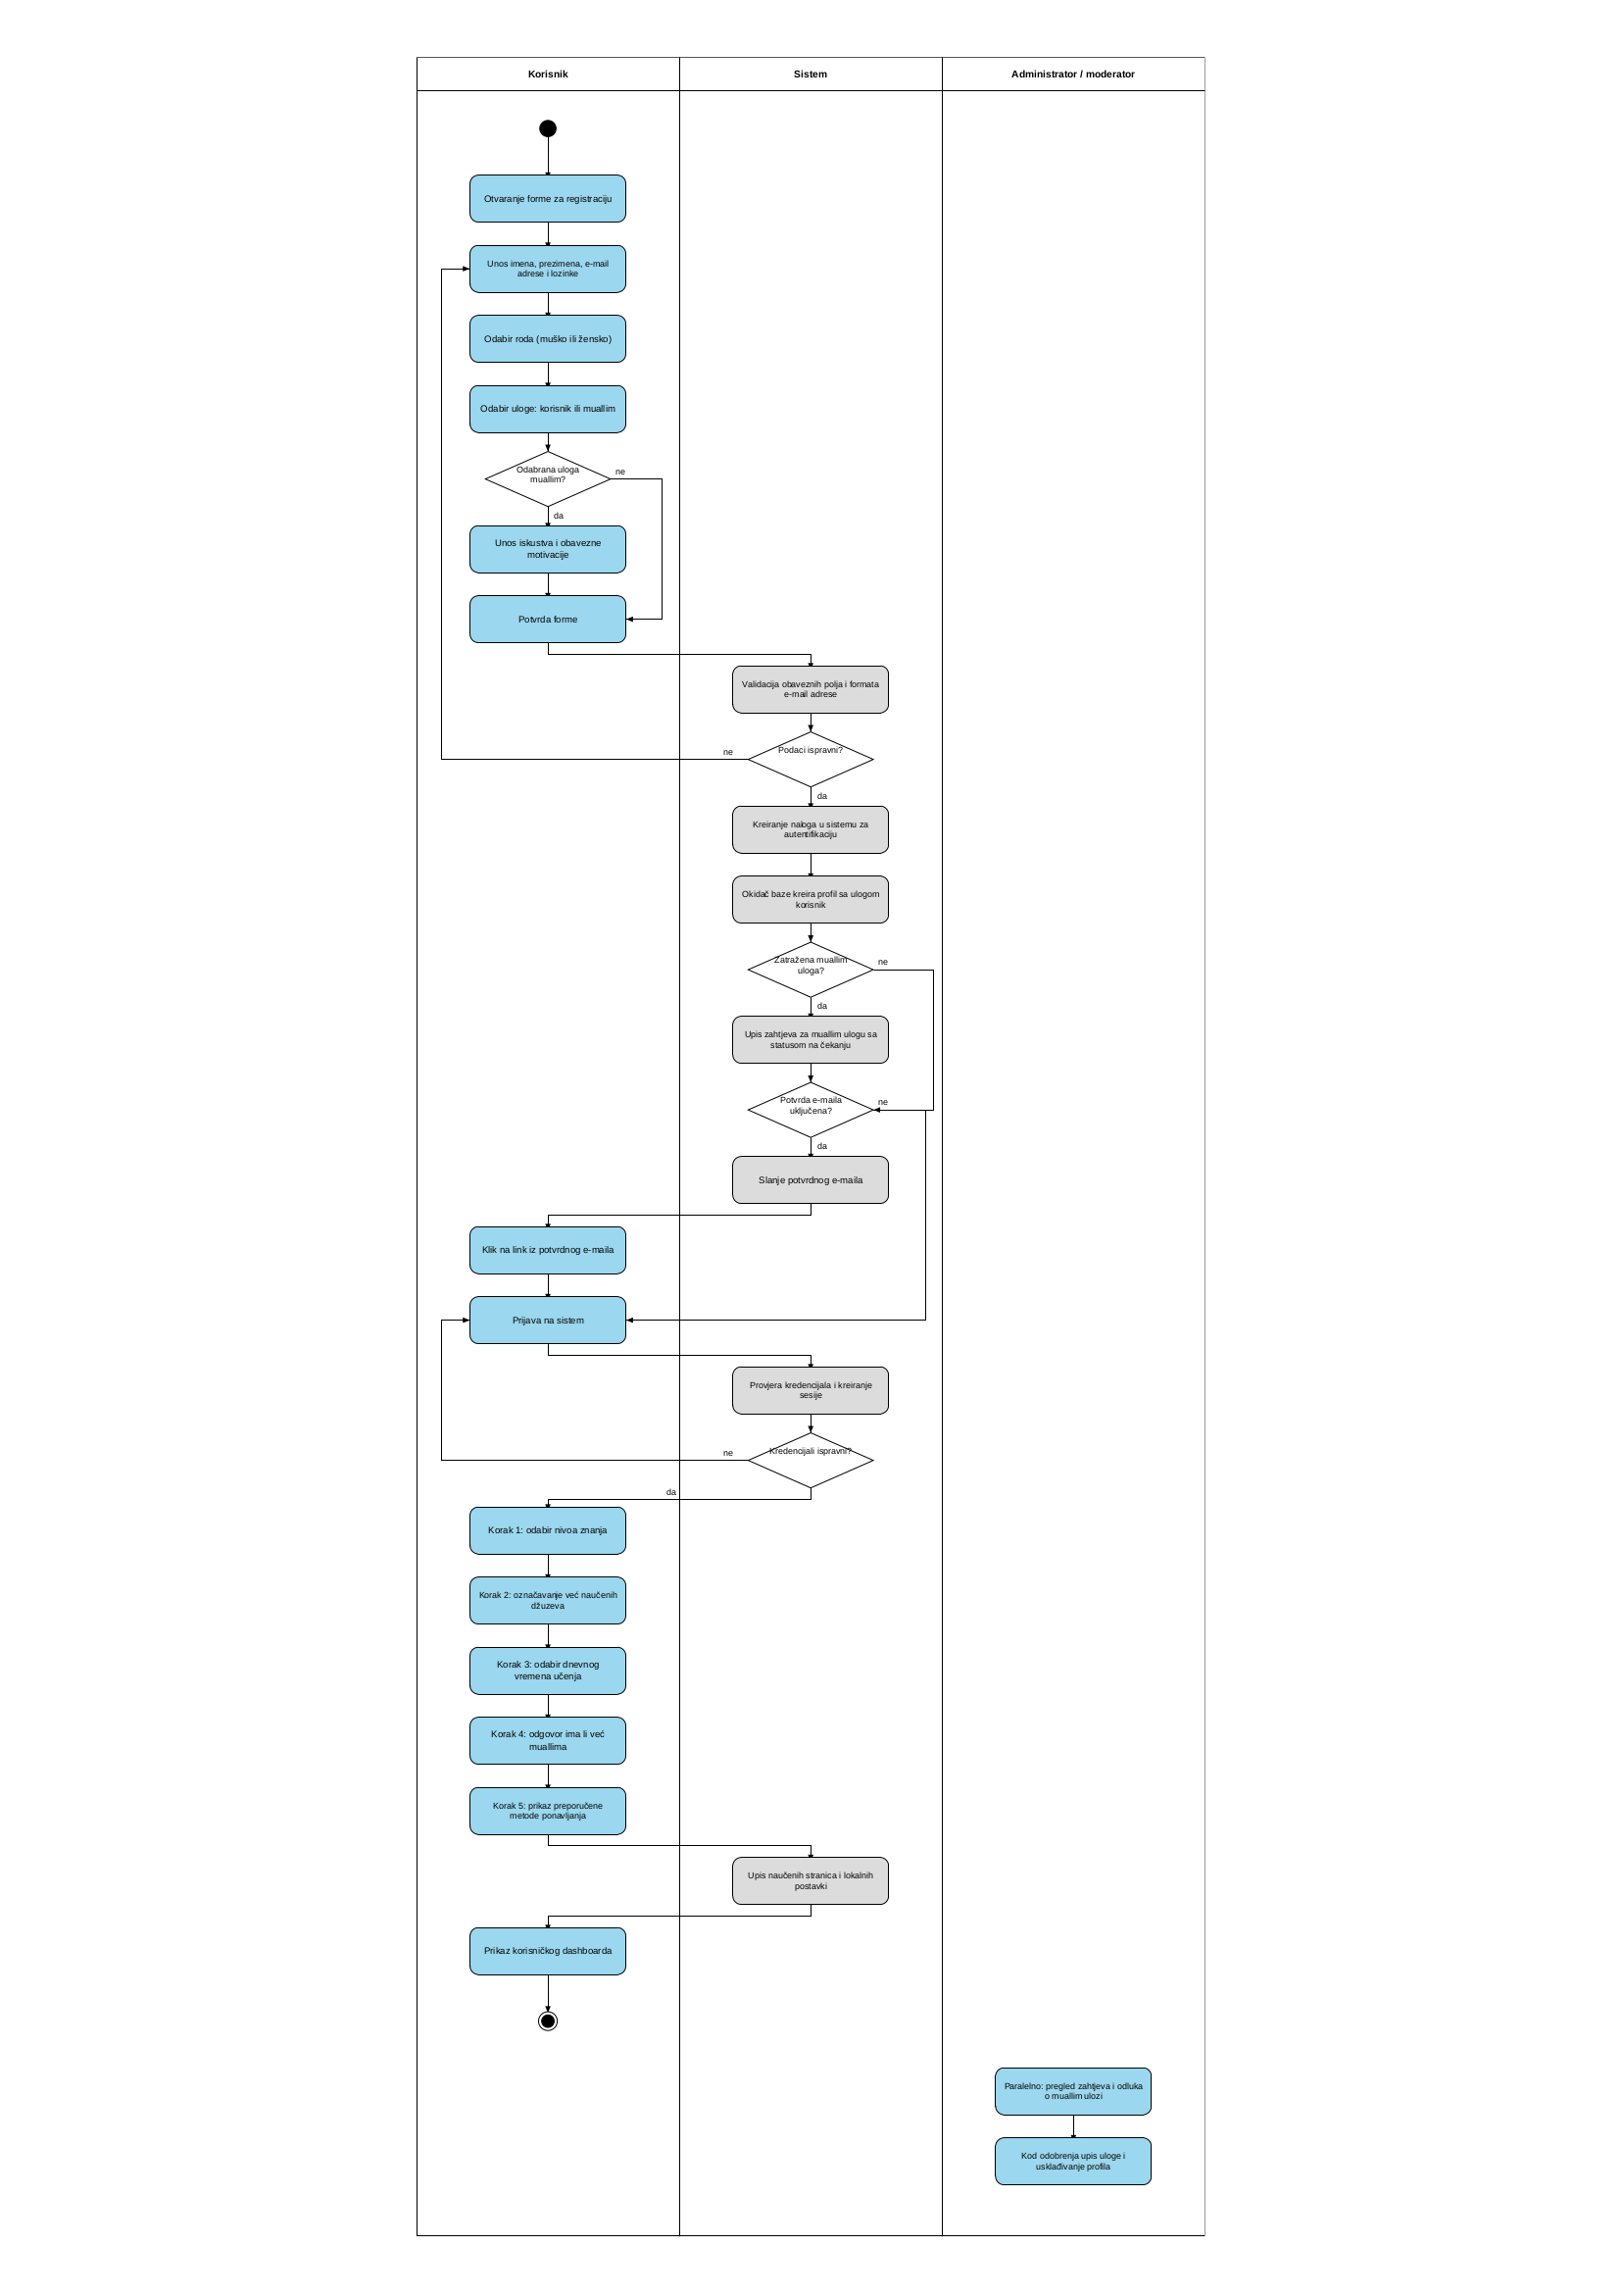 Korisnik
Sistem
Administrator / moderator
Otvaranje forme za registraciju
Unos imena, prezimena, e-mail
adrese i lozinke
Odabir roda (muško ili žensko)
Odabir uloge: korisnik ili muallim
Odabrana uloga
muallim?
ne
da
Unos iskustva i obavezne
motivacije
Potvrda forme
Validacija obaveznih polja i formata
e-mail adrese
Podaci ispravni?
ne
da
Kreiranje naloga u sistemu za
autentifikaciju
Okidač baze kreira profil sa ulogom
korisnik
Zatražena muallim
uloga?
ne
da
Upis zahtjeva za muallim ulogu sa
statusom na čekanju
Potvrda e-maila
uključena?
ne
da
Slanje potvrdnog e-maila
Klik na link iz potvrdnog e-maila
Prijava na sistem
Provjera kredencijala i kreiranje
sesije
Kredencijali ispravni?
ne
da
Korak 1: odabir nivoa znanja
Korak 2: označavanje već naučenih
džuzeva
Korak 3: odabir dnevnog
vremena učenja
Korak 4: odgovor ima li već
muallima
Korak 5: prikaz preporučene
metode ponavljanja
Upis naučenih stranica i lokalnih
postavki
Prikaz korisničkog dashboarda
Paralelno: pregled zahtjeva i odluka
o muallim ulozi
Kod odobrenja upis uloge i
usklađivanje profila